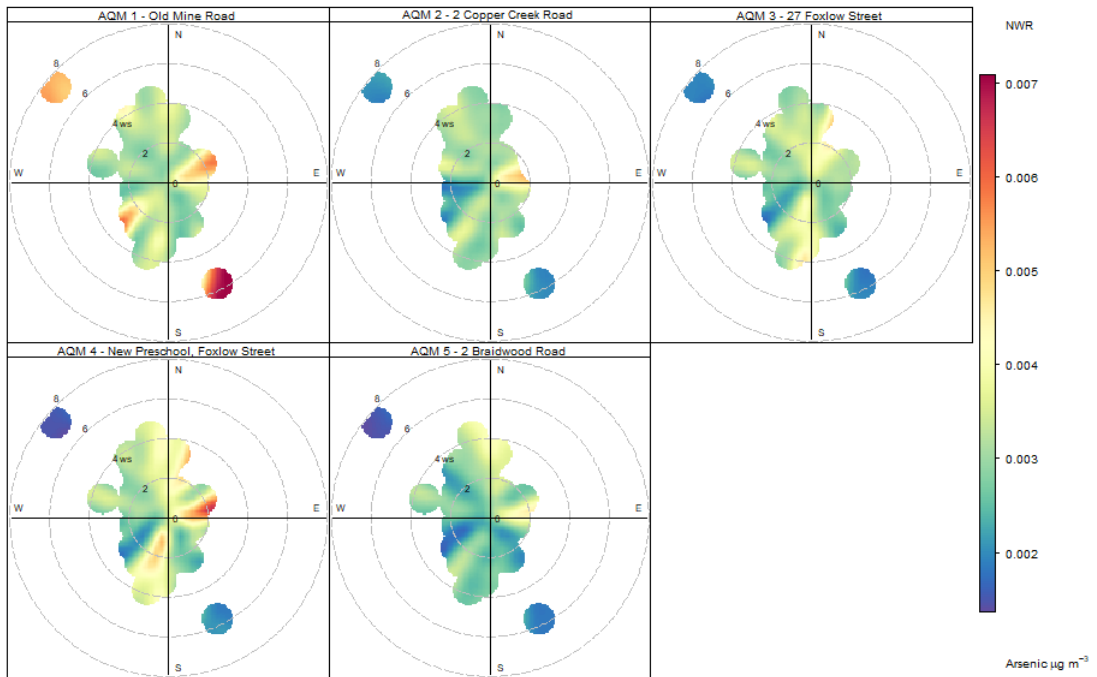 AQM 1 - Old Mine Road
AQM 2 - 2 Copper Creek Road
AQM 3 - 27 Foxlow Street
NWR
N
8
6
4 ws
2
0
W
E
S
N
8
6
4 ws
2
0
W
E
S
N
8
6
4 ws
2
0
W
E
S
0.007
0.006
0.005
0.004
0.003
0.002
AQM 4 - New Preschool, Foxlow Street
AQM 5 - 2 Braidwood Road
N
8
6
4 ws
2
0
W
E
S
N
8
6
4 ws
2
0
W
E
S
Arsenic µg m⁻³